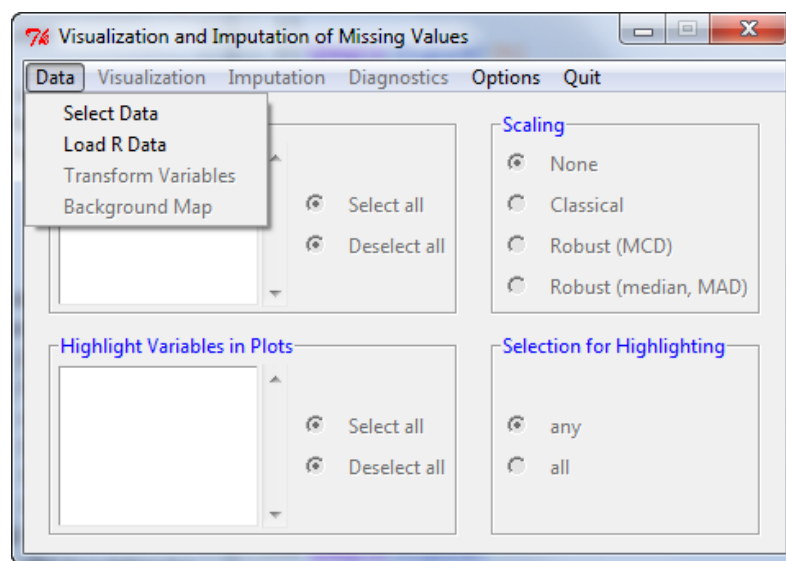 Visualization and Imputation of Missing Values
Data Visualization Imputation Diagnostics Options Quit
Select Data
Load R Data
Transform Variables
Background Map
Select all
Deselect all
Scaling
None
Classical
Robust (MCD)
Robust (median, MAD)
Highlight Variables in Plots
Select all
Deselect all
Selection for Highlighting
any
all